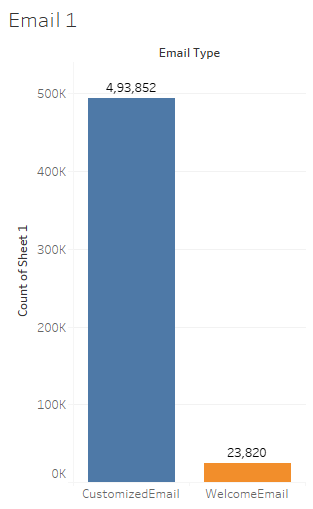 Email 1
Email Type
4,93,852
500K
400K
300K
200K
100K
0K
Count of Sheet 1
23,820
CustomizedEmail WelcomeEmail